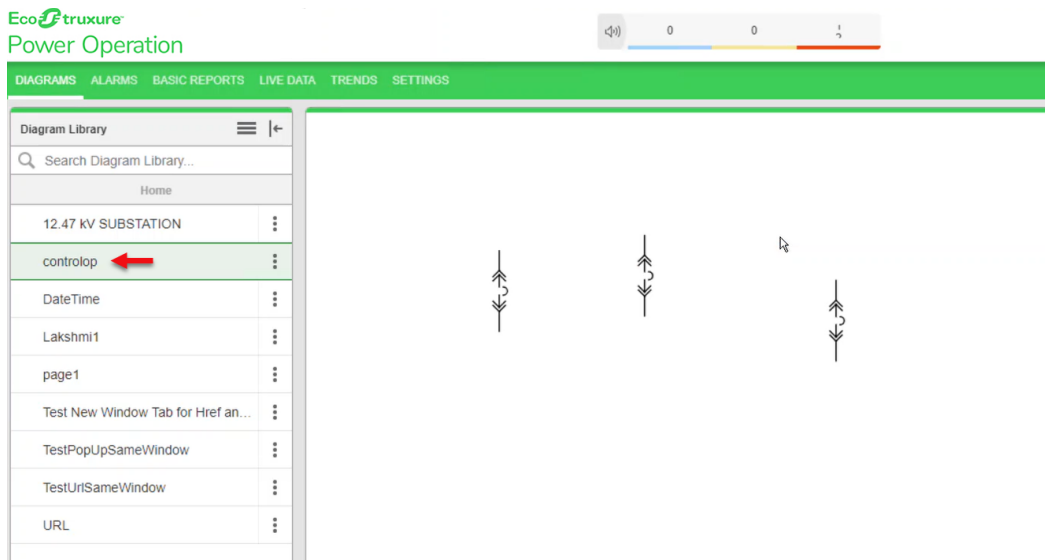 EcoStruxure
Power Operation
0 0
DIAGRAMS ALARMS BASIC REPORTS LIVE DATA TRENDS SETTINGS
Diagram Library
Search Diagram Library...
Home
12.47 kV SUBSTATION
controlop
DateTime
Lakshmi1
page1
Test New Window Tab for Href an...
TestPopUpSameWindow
TestUrlSameWindow
URL